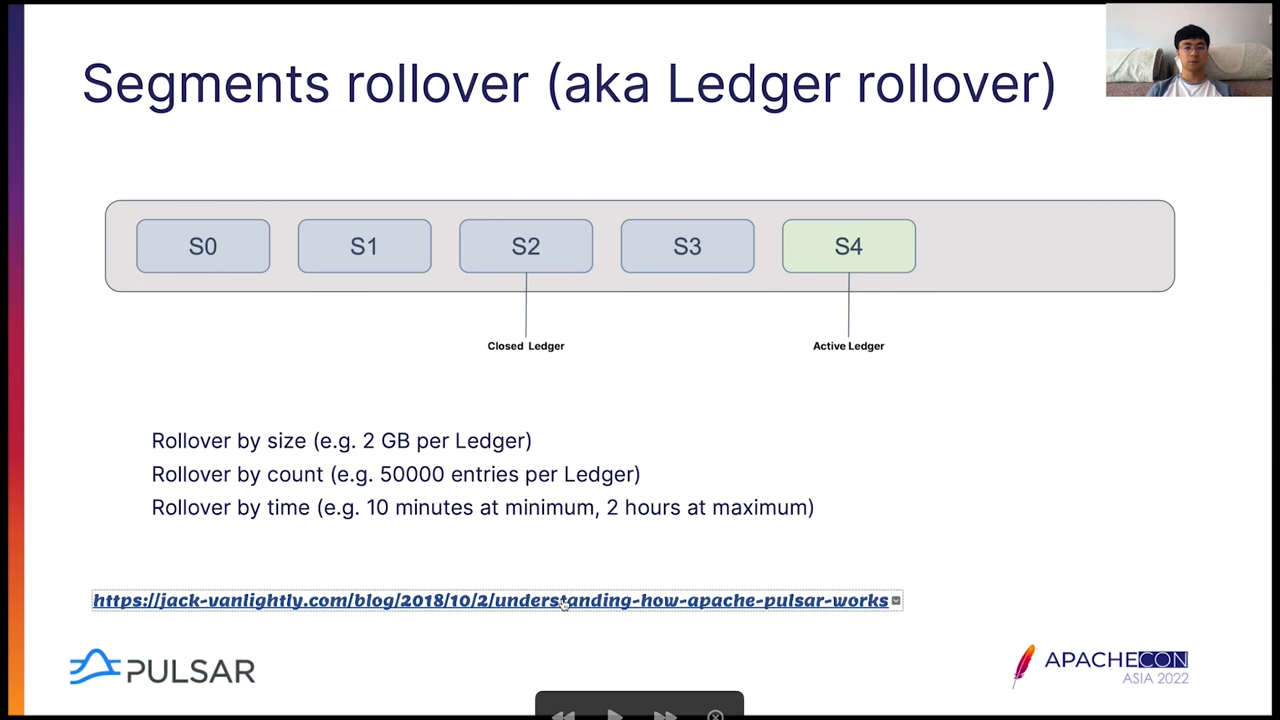 Segments rollover (aka Ledger rollover)
S0 S1 S2 S3 S4
Closed Ledger Active Ledger
Rollover by size (e.g. 2 GB per Ledger)
Rollover by count (e.g. 50000 entries per Ledger)
Rollover by time (e.g. 10 minutes at minimum, 2 hours at maximum)
https://jack-vanlightly.com/blog/2018/10/2/understanding-how-apache-pulsar-works
PULSAR
APACHECON
ASIA 2022